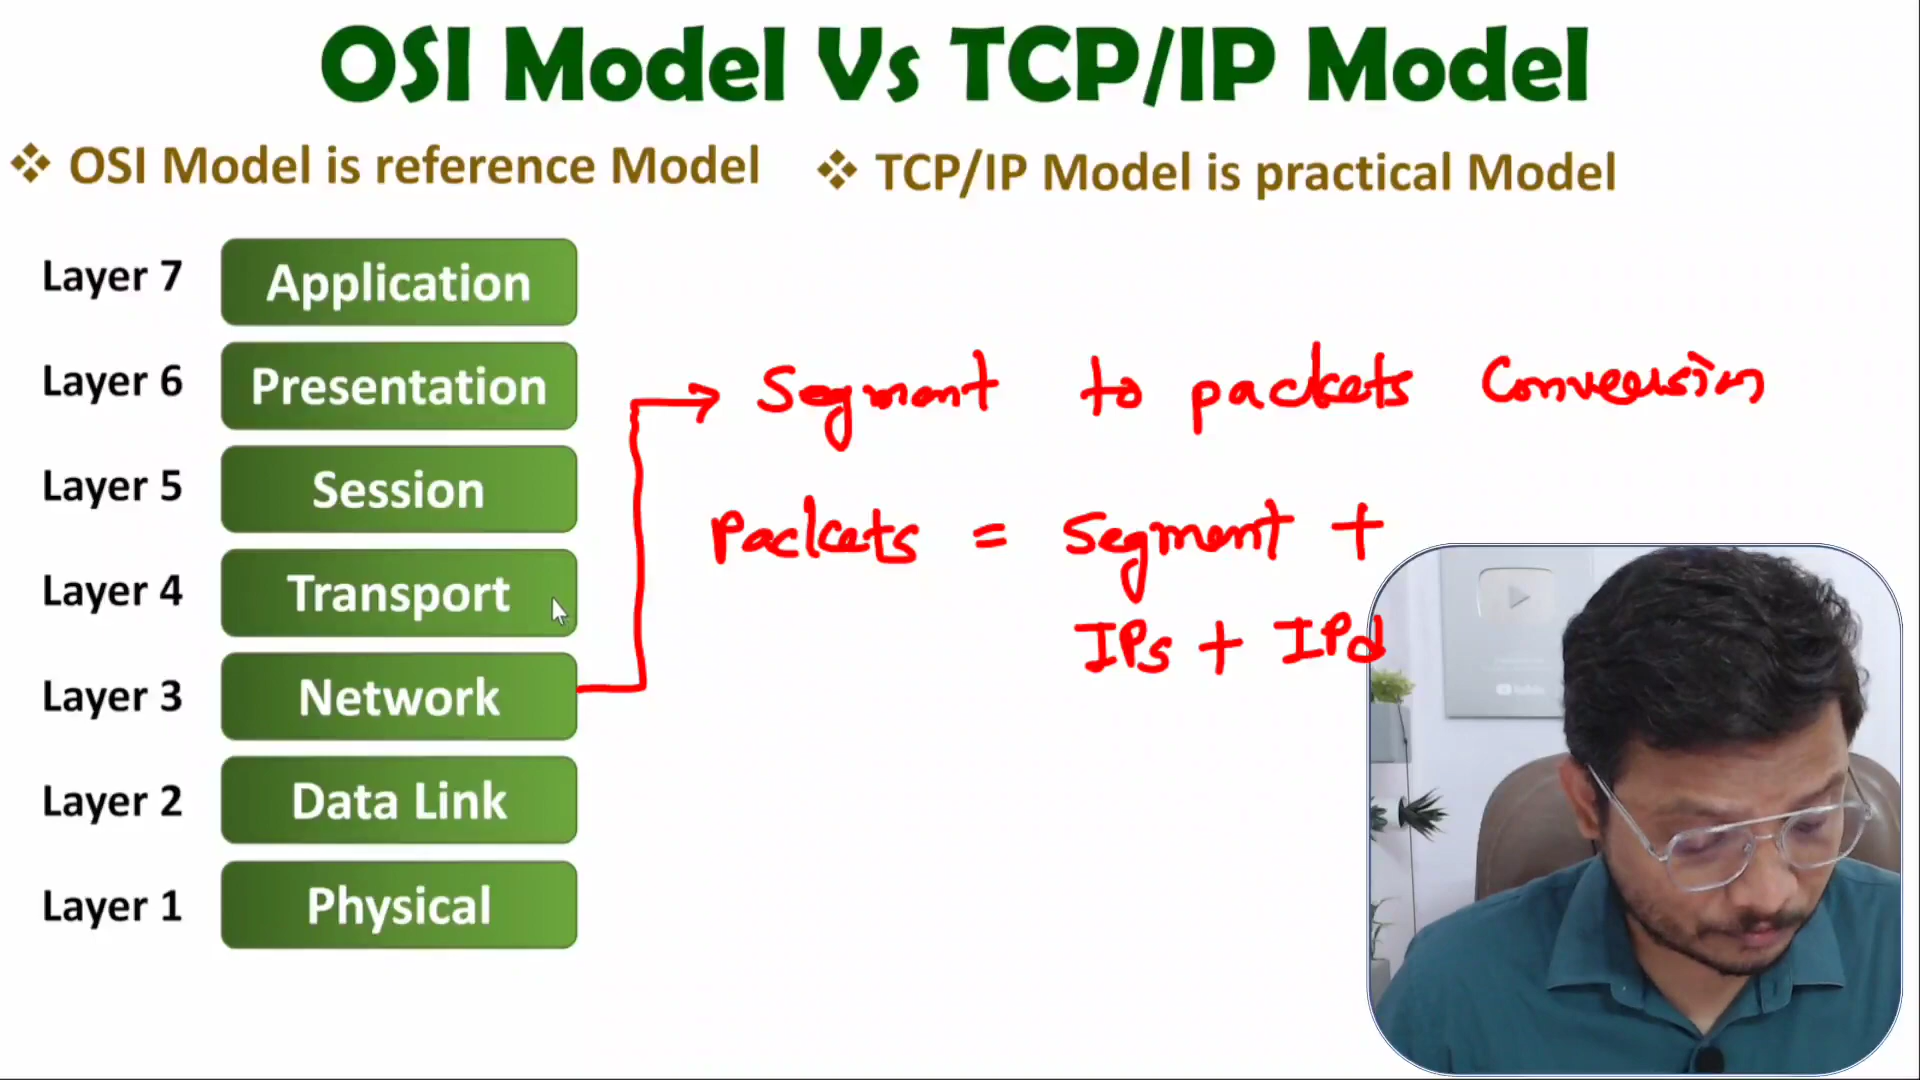 OSI Model Vs TCP/IP Model
❖ OSI Model is reference Model
❖ TCP/IP Model is practical Model
Layer 7 Application
Layer 6 Presentation
Layer 5 Session
Layer 4 Transport
Layer 3 Network
Layer 2 Data Link
Layer 1 Physical
→ Segment to packets Conversion
Packets = Segment +
IPs + IPd